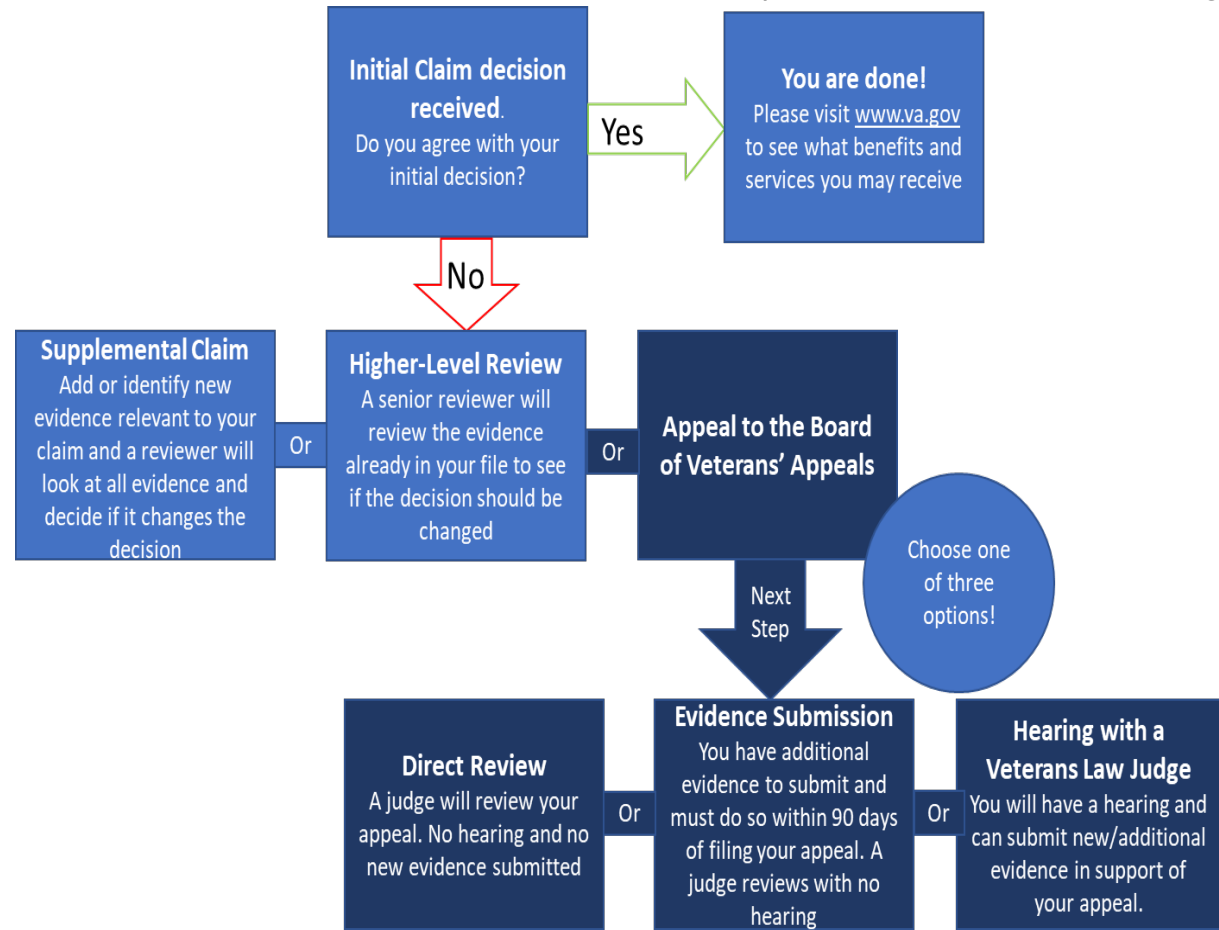 Initial Claim decision
received.
Do you agree with your
initial decision?
Yes
You are done!
Please visit www.va.gov
to see what benefits and
services you may receive
No
Supplemental Claim
Add or identify new
evidence relevant to your
claim and a reviewer will
look at all evidence and
decide if it changes the
decision
Or
Higher-Level Review
A senior reviewer will
review the evidence
already in your file to see
if the decision should be
changed
Or
Appeal to the Board
of Veterans’ Appeals
Choose one
of three
options!
Next
Step
Direct Review
A judge will review your
appeal. No hearing and no
new evidence submitted
Or
Evidence Submission
You have additional
evidence to submit and
must do so within 90 days
of filing your appeal. A
judge reviews with no
hearing
Or
Hearing with a
Veterans Law Judge
You will have a hearing and
can submit new/additional
evidence in support of
your appeal.